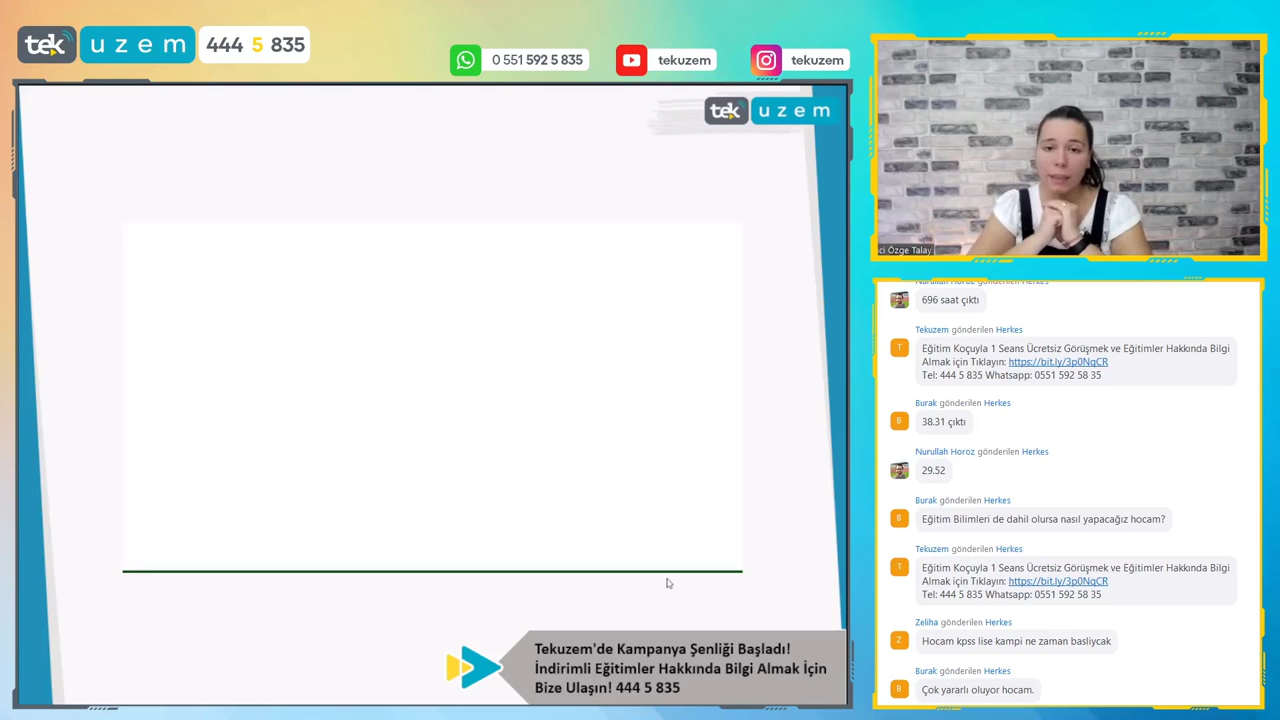 tek uzem 444 5 835
0 551 592 5 835
tekuzem
tekuzem
tek uzem
ci Özge Talay
Nurullah Horoz gönderilen Herkes
696 saat çıktı
Tekuzem gönderilen Herkes
T
Eğitim Koçuyla 1 Seans Ücretsiz Görüşmek ve Eğitimler Hakkında Bilgi
Almak için Tıklayın: https://bit.ly/3p0NqCR
Tel: 444 5 835 Whatsapp: 0551 592 58 35
Burak gönderilen Herkes
B
38.31 çıktı
Nurullah Horoz gönderilen Herkes
29.52
Burak gönderilen Herkes
B
Eğitim Bilimleri de dahil olursa nasıl yapacağız hocam?
Tekuzem gönderilen Herkes
T
Eğitim Koçuyla 1 Seans Ücretsiz Görüşmek ve Eğitimler Hakkında Bilgi
Almak için Tıklayın: https://bit.ly/3p0NqCR
Tel: 444 5 835 Whatsapp: 0551 592 58 35
Zeliha gönderilen Herkes
Z
Hocam kpss lise kampi ne zaman basliycak
Burak gönderilen Herkes
B
Çok yararlı oluyor hocam.
Tekuzem'de Kampanya Şenliği Başladı!
İndirimli Eğitimler Hakkında Bilgi Almak İçin
Bize Ulaşın! 444 5 835